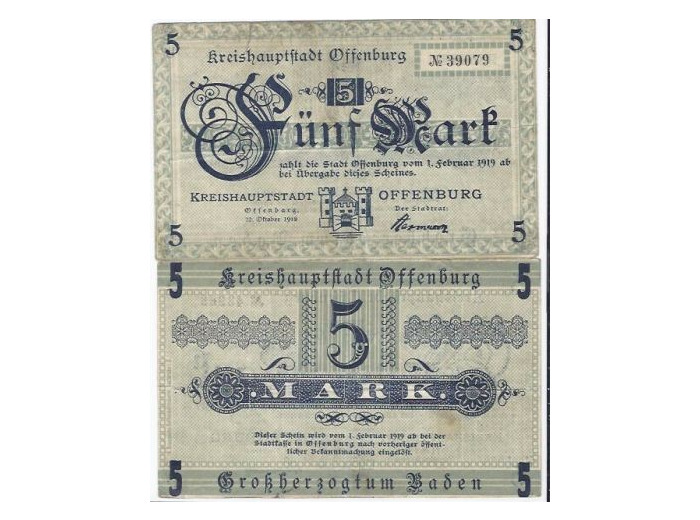 5 5
Kreishauptstadt Offenburg
№ 39079
5
Fünf Mark
zahlt die Stadt Offenburg vom 1. Februar 1919 ab
bei Übergabe dieses Scheines.
KREISHAUPTSTADT OFFENBURG
Offenburg, Der Stadtrat:
Oktober 1918
5 5
5 Kreishauptstadt Offenburg 5
5
MARK.
Dieser Schein wird vom 1. Februar 1919 ab bei der
Stadtkasse in Offenburg nach vorheriger öffent-
licher Bekanntmachung eingelöst.
5 Großherzogtum Baden 5